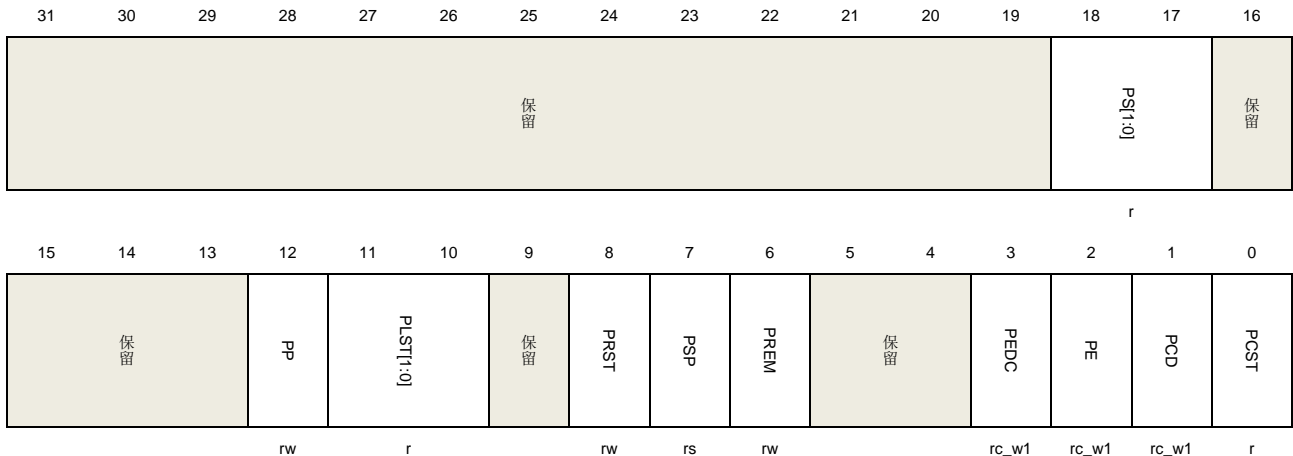 31 30 29 28 27 26 25 24 23 22 21 20 19 18 17 16
保留 PS[1:0] 保留
r
15 14 13 12 11 10 9 8 7 6 5 4 3 2 1 0
保留 PP PLST[1:0] 保留 PRST PSP PREM 保留 PEDC PE PCD PCST
rw r rw rs rw rc_w1 rc_w1 rc_w1 r